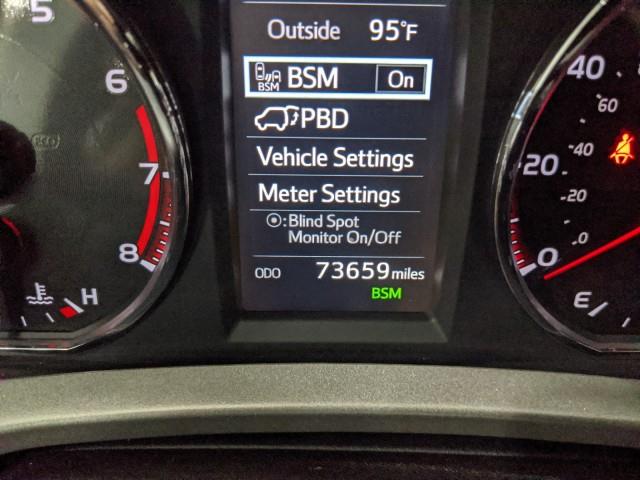 5
6
7
8
H
Outside 95°F
BSM BSM On
PBD
Vehicle Settings
Meter Settings
⦿:Blind Spot
Monitor On/Off
ODO 73659 miles
BSM
40
60
40
20
20
0
0
E